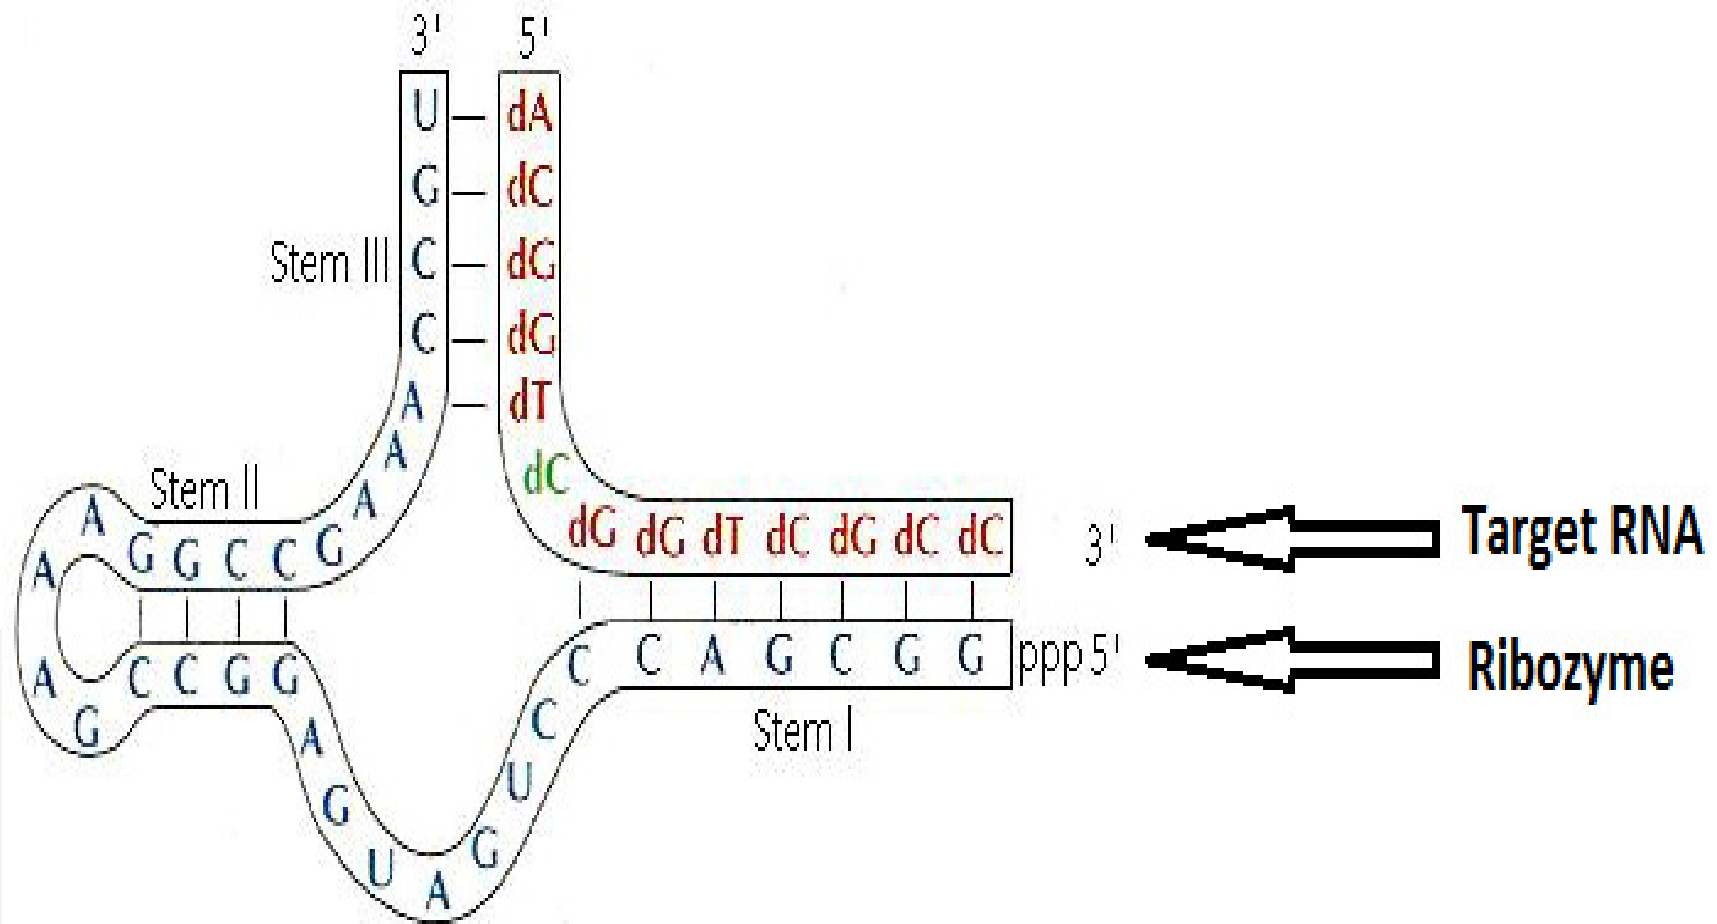 3' 5'
U dA
G dC
Stem III C dG
C dG
A dT
A dC
Stem II A
A G G C C G
dG dG dT dC dG dC dC 3' Target RNA
A
A C C G G
G
C C A G C G G ppp 5' Ribozyme
A C Stem I
G U
U A G